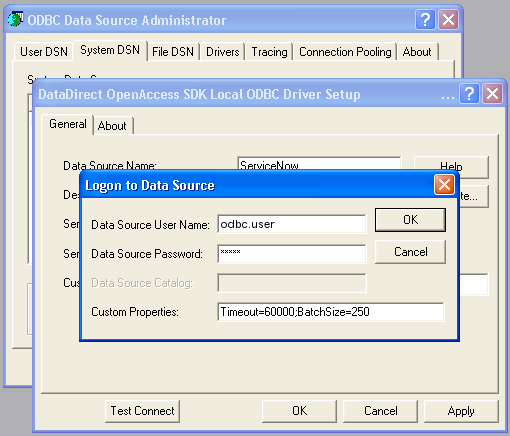 ODBC Data Source Administrator
User DSN System DSN File DSN Drivers Tracing Connection Pooling About
DataDirect OpenAccess SDK Local ODBC Driver Setup ...
General About
Data Source Name: ServiceNow Help
Logon to Data Source
Data Source User Name: odbc.user OK
Data Source Password: ××××× Cancel
Data Source Catalog:
Custom Properties: Timeout=60000;BatchSize=250
Test Connect OK Cancel Apply